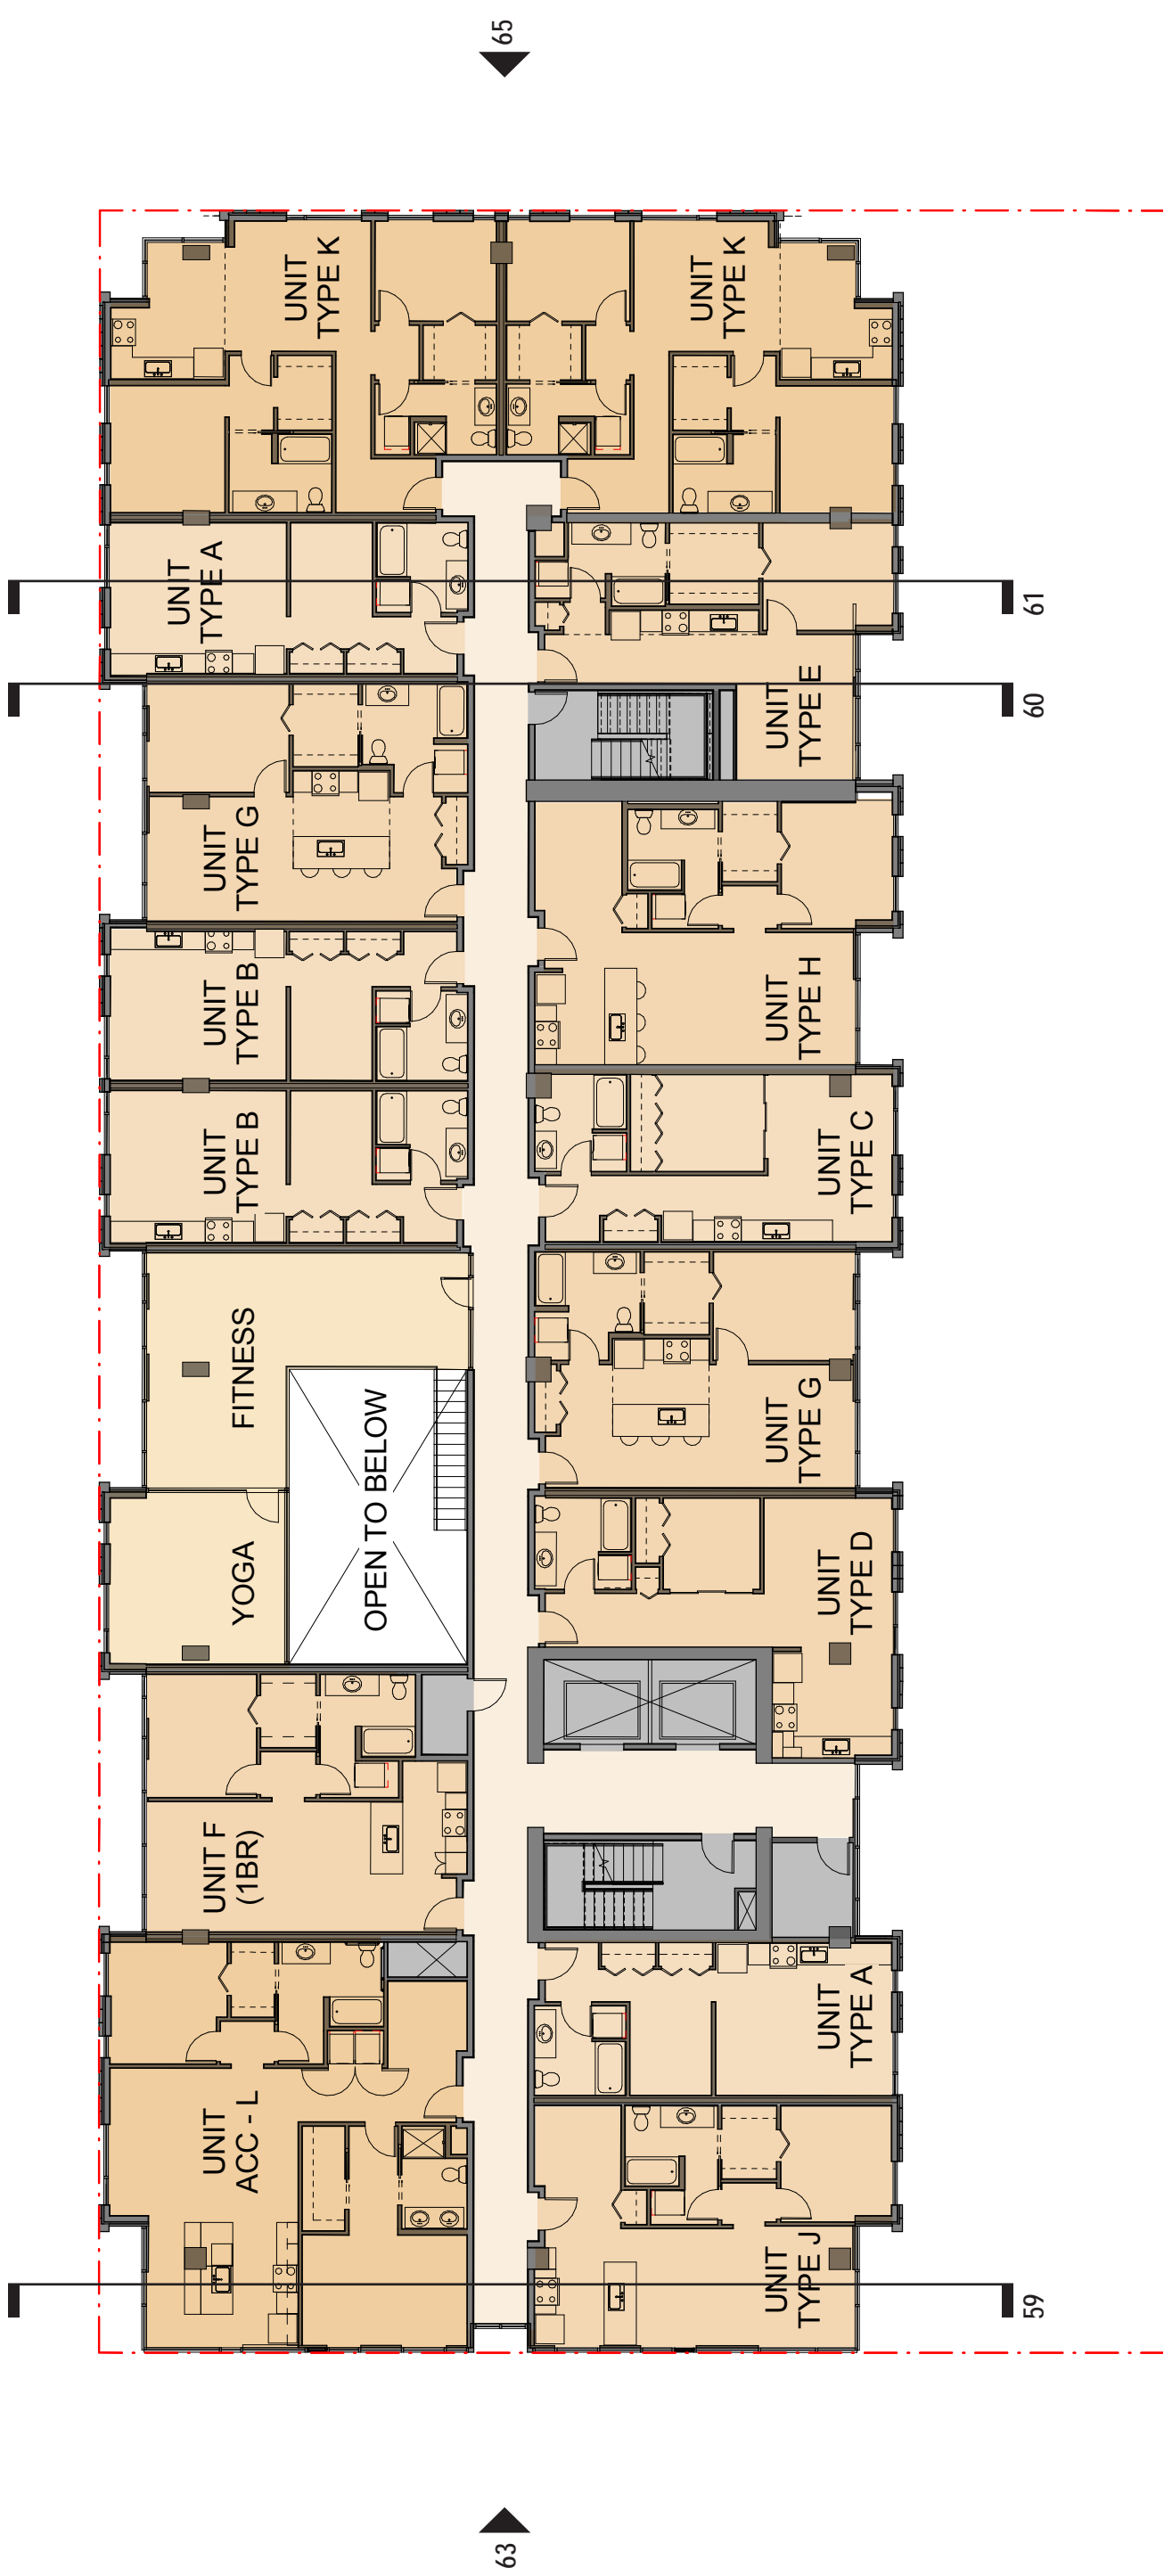 65
UNIT
TYPE K
UNIT
TYPE K
UNIT
TYPE A
61
60
UNIT
TYPE E
UNIT
TYPE G
UNIT
TYPE B
UNIT
TYPE H
UNIT
TYPE B
UNIT
TYPE C
FITNESS
OPEN TO BELOW
UNIT
TYPE G
YOGA
UNIT
TYPE D
UNIT F
(1BR)
UNIT
TYPE A
UNIT
ACC - L
UNIT
TYPE J
59
63